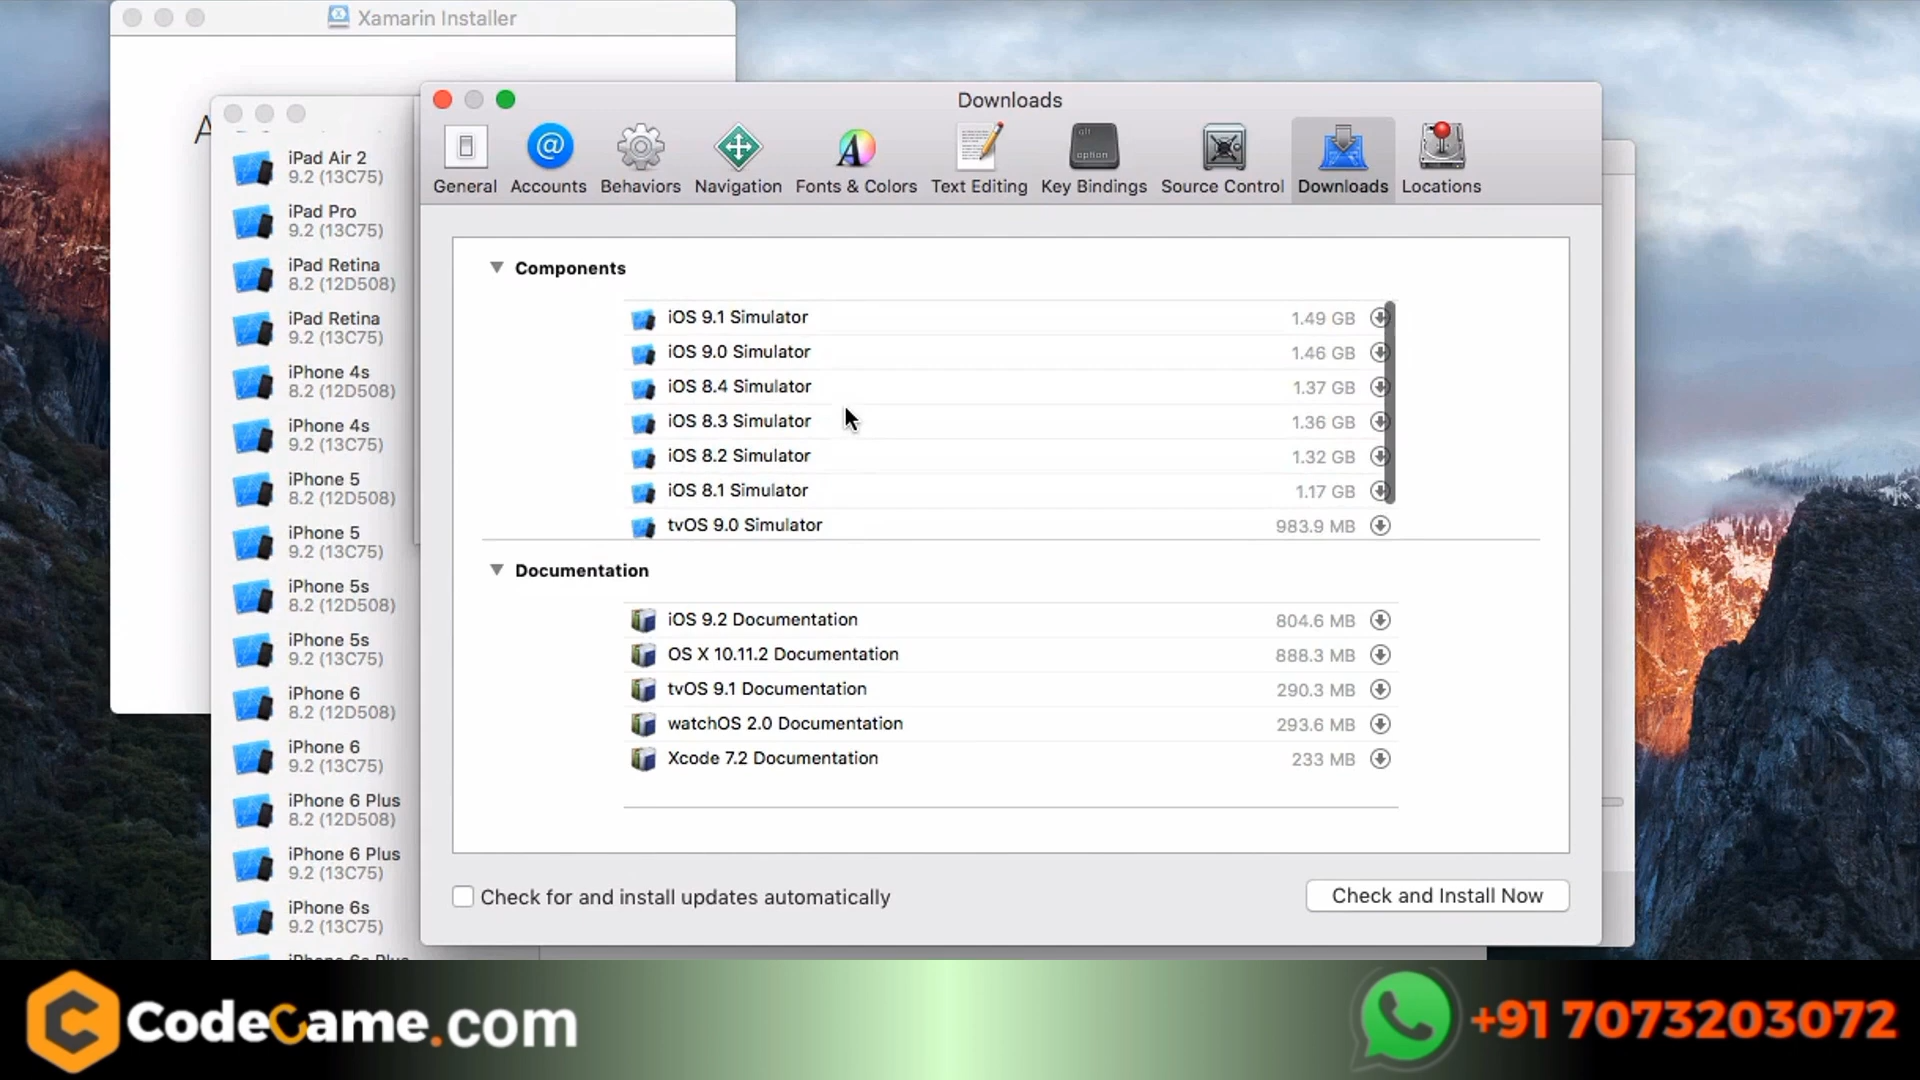 Xamarin Installer
A
Downloads
General
Accounts
Behaviors
Navigation
Fonts & Colors
Text Editing
alt
option
Key Bindings
Source Control
Downloads
Locations
iPad Air 2
9.2 (13C75)
iPad Pro
9.2 (13C75)
iPad Retina
8.2 (12D508)
iPad Retina
9.2 (13C75)
iPhone 4s
8.2 (12D508)
iPhone 4s
9.2 (13C75)
iPhone 5
8.2 (12D508)
iPhone 5
9.2 (13C75)
iPhone 5s
8.2 (12D508)
iPhone 5s
9.2 (13C75)
iPhone 6
8.2 (12D508)
iPhone 6
9.2 (13C75)
iPhone 6 Plus
8.2 (12D508)
iPhone 6 Plus
9.2 (13C75)
iPhone 6s
9.2 (13C75)
iPhone 6s Plus
Components
iOS 9.1 Simulator 1.49 GB
iOS 9.0 Simulator 1.46 GB
iOS 8.4 Simulator 1.37 GB
iOS 8.3 Simulator 1.36 GB
iOS 8.2 Simulator 1.32 GB
iOS 8.1 Simulator 1.17 GB
tvOS 9.0 Simulator 983.9 MB
Documentation
iOS 9.2 Documentation 804.6 MB
OS X 10.11.2 Documentation 888.3 MB
tvOS 9.1 Documentation 290.3 MB
watchOS 2.0 Documentation 293.6 MB
Xcode 7.2 Documentation 233 MB
Check for and install updates automatically
Check and Install Now
CodeGame.com
+91 7073203072